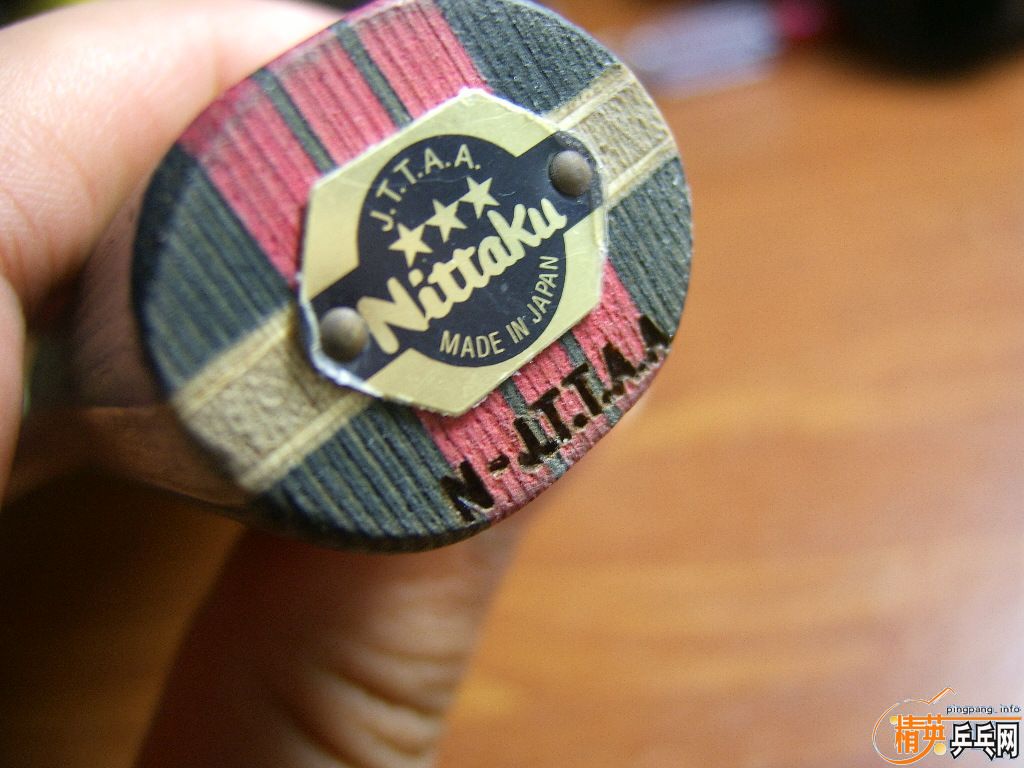 J.T.T.A.A.
Nittaku
MADE IN JAPAN
N-J.T.T.A.A
pingpang.info
精英乒乓网